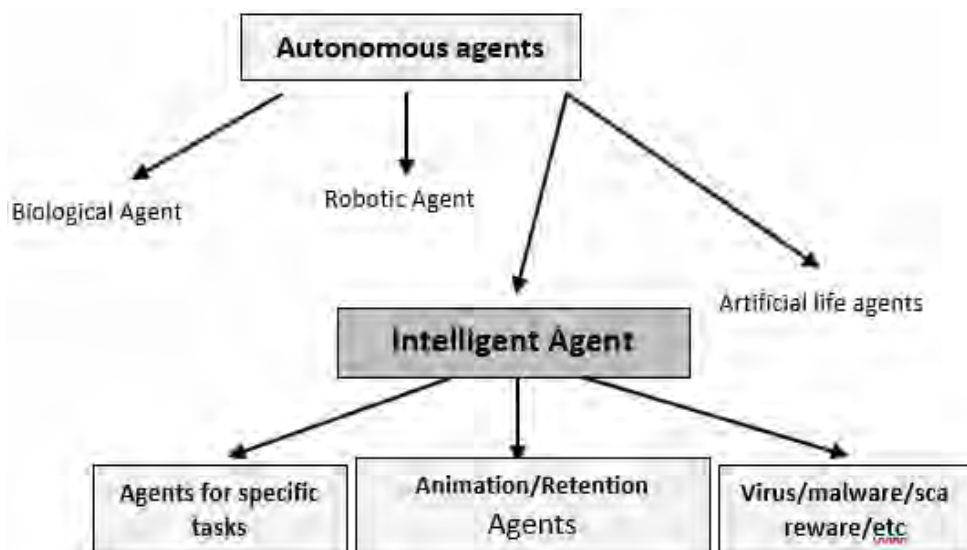 Autonomous agents
Biological Agent
Robotic Agent
Artificial life agents
Intelligent Agent
Agents for specific
tasks
Animation/Retention
Agents
Virus/malware/sca
reware/etc